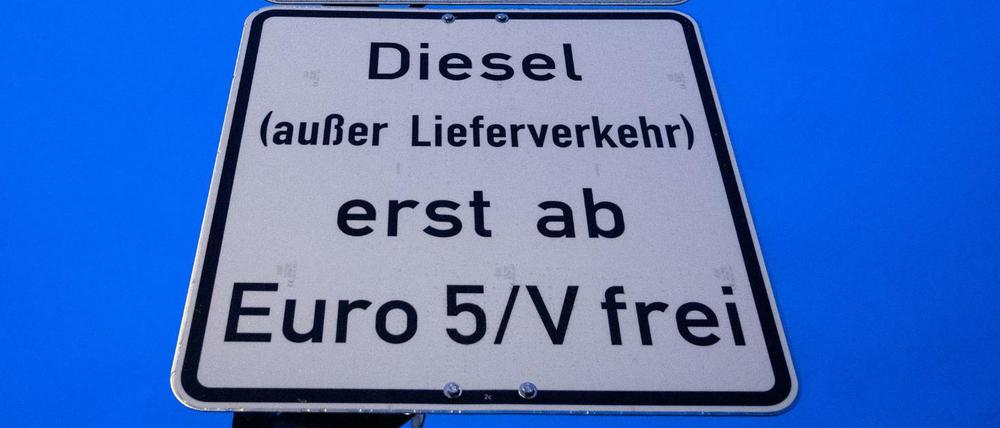 Diesel
(außer Lieferverkehr)
erst ab
Euro 5/V frei